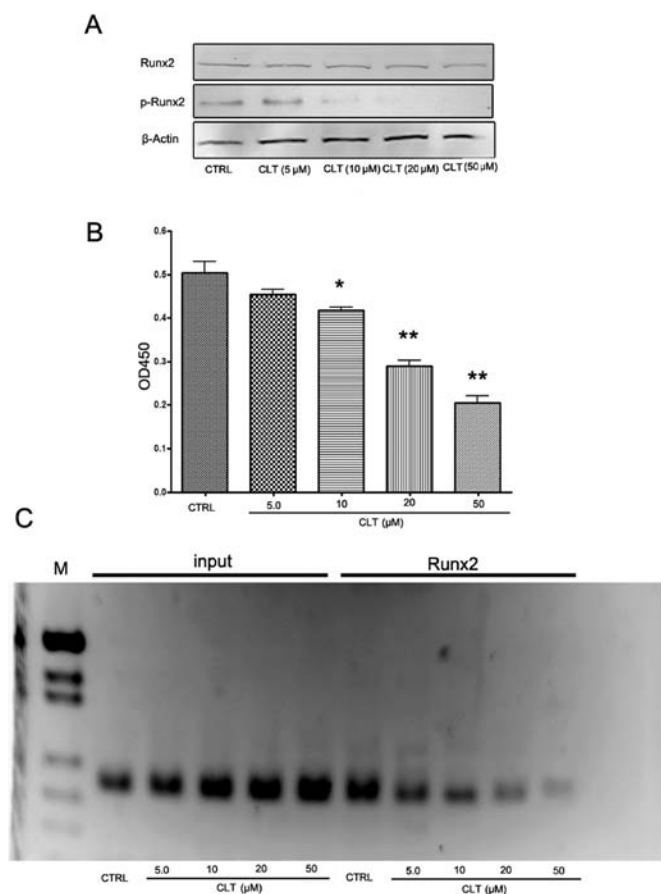 A
Runx2
p-Runx2
β-Actin
CTRL CLT (5 µM) CLT (10 µM) CLT (20 µM) CLT (50 µM)
B
OD450
0.6
0.5
0.4
0.3
0.2
0.1
0.0
*
**
**
CTRL 5.0 10 20 50
CLT (µM)
C
M input Runx2
CTRL 5.0 10 20 50 CTRL 5.0 10 20 50
CLT (µM) CLT (µM)